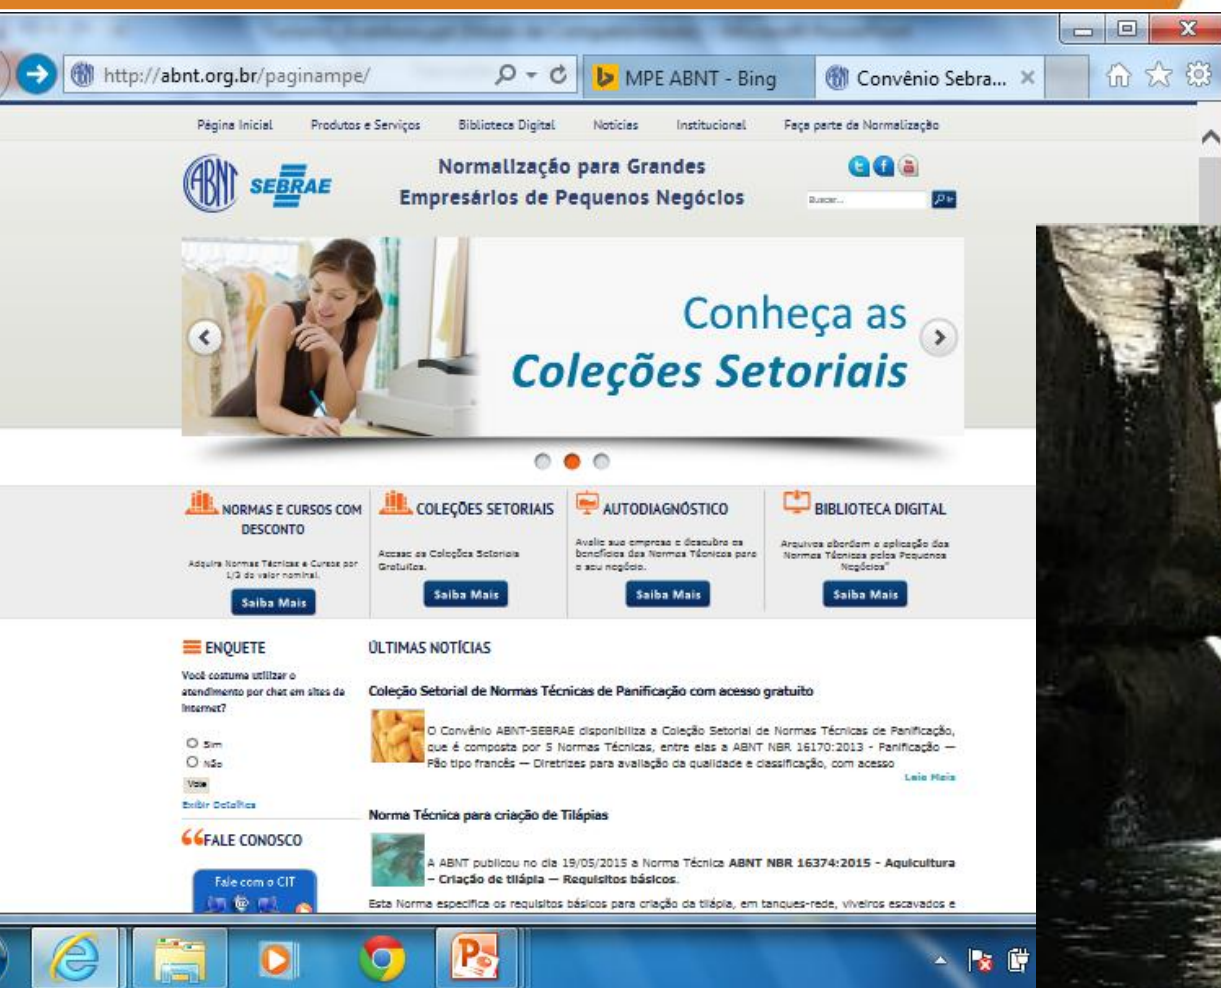 http://abnt.org.br/paginampe/
MPE ABNT - Bing
Convênio Sebra...
Página Inicial Produtos e Serviços Biblioteca Digital Notícias Institucional Faça parte da Normalização
ABNT SEBRAE
Normalização para Grandes
Empresários de Pequenos Negócios
Buscar...
Ir
Conheça as
Coleções Setoriais
NORMAS E CURSOS COM
DESCONTO
Adquira Normas Técnicas e Cursos por
1/3 do valor nominal.
Saiba Mais
COLEÇÕES SETORIAIS
Acesse as Coleções Setoriais
Gratuitas.
Saiba Mais
AUTODIAGNÓSTICO
Avalie sua empresa e descubra os
benefícios das Normas Técnicas para
o seu negócio.
Saiba Mais
BIBLIOTECA DIGITAL
Arquivos abordam a aplicação das
Normas Técnicas pelos Pequenos
Negócios"
Saiba Mais
ENQUETE
Você costuma utilizar o
atendimento por chat em sites da
Internet?
Sim
Não
Vote
Exibir Detalhes
FALE CONOSCO
Fale com o CIT
ÚLTIMAS NOTÍCIAS
Coleção Setorial de Normas Técnicas de Panificação com acesso gratuito
O Convênio ABNT-SEBRAE disponibiliza a Coleção Setorial de Normas Técnicas de Panificação,
que é composta por 5 Normas Técnicas, entre elas a ABNT NBR 16170:2013 - Panificação —
Pão tipo francês — Diretrizes para avaliação da qualidade e classificação, com acesso
Leia Mais
Norma Técnica para criação de Tilápias
A ABNT publicou no dia 19/05/2015 a Norma Técnica ABNT NBR 16374:2015 - Aquicultura
– Criação de tilápia — Requisitos básicos.
Esta Norma especifica os requisitos básicos para criação da tilápia, em tanques-rede, viveiros escavados e